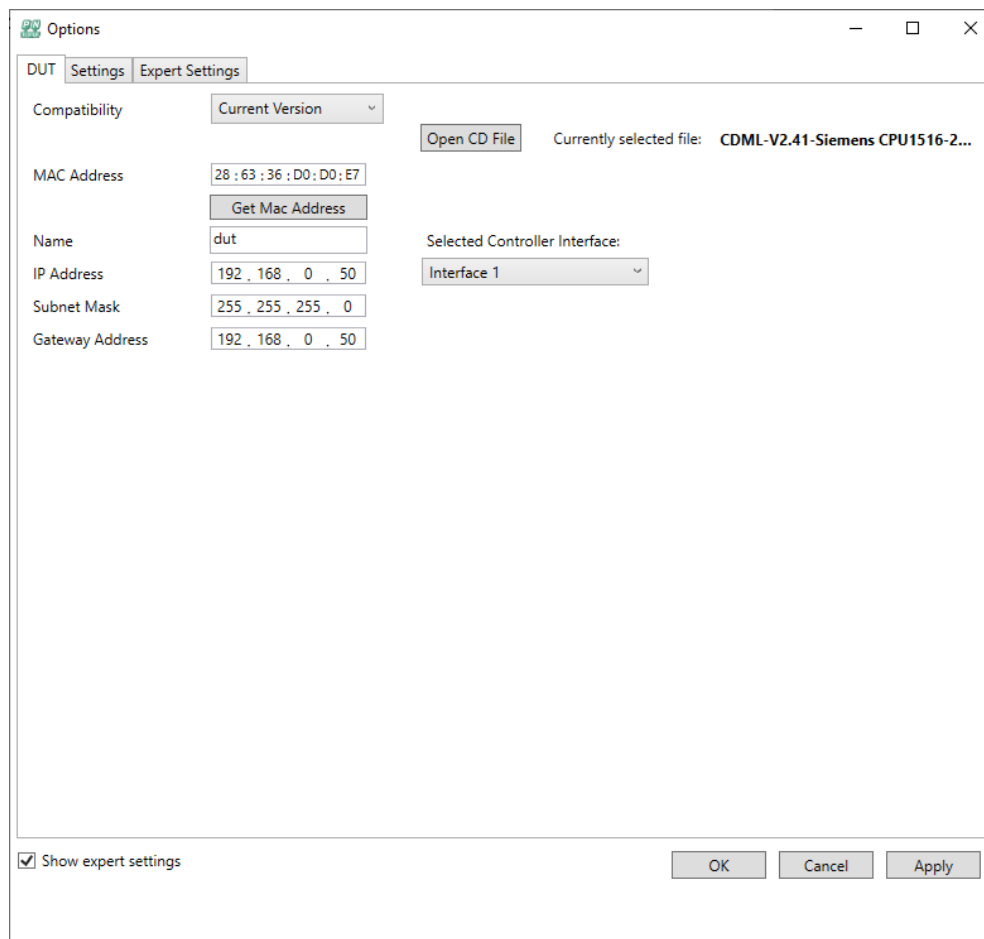 Options
DUT Settings Expert Settings
Compatibility Current Version
Open CD File Currently selected file: CDML-V2.41-Siemens CPU1516-2...
MAC Address 28 : 63 : 36 : D0 : D0 : E7
Get Mac Address
Name dut Selected Controller Interface:
IP Address 192 . 168 . 0 . 50 Interface 1
Subnet Mask 255 . 255 . 255 . 0
Gateway Address 192 . 168 . 0 . 50
Show expert settings OK Cancel Apply